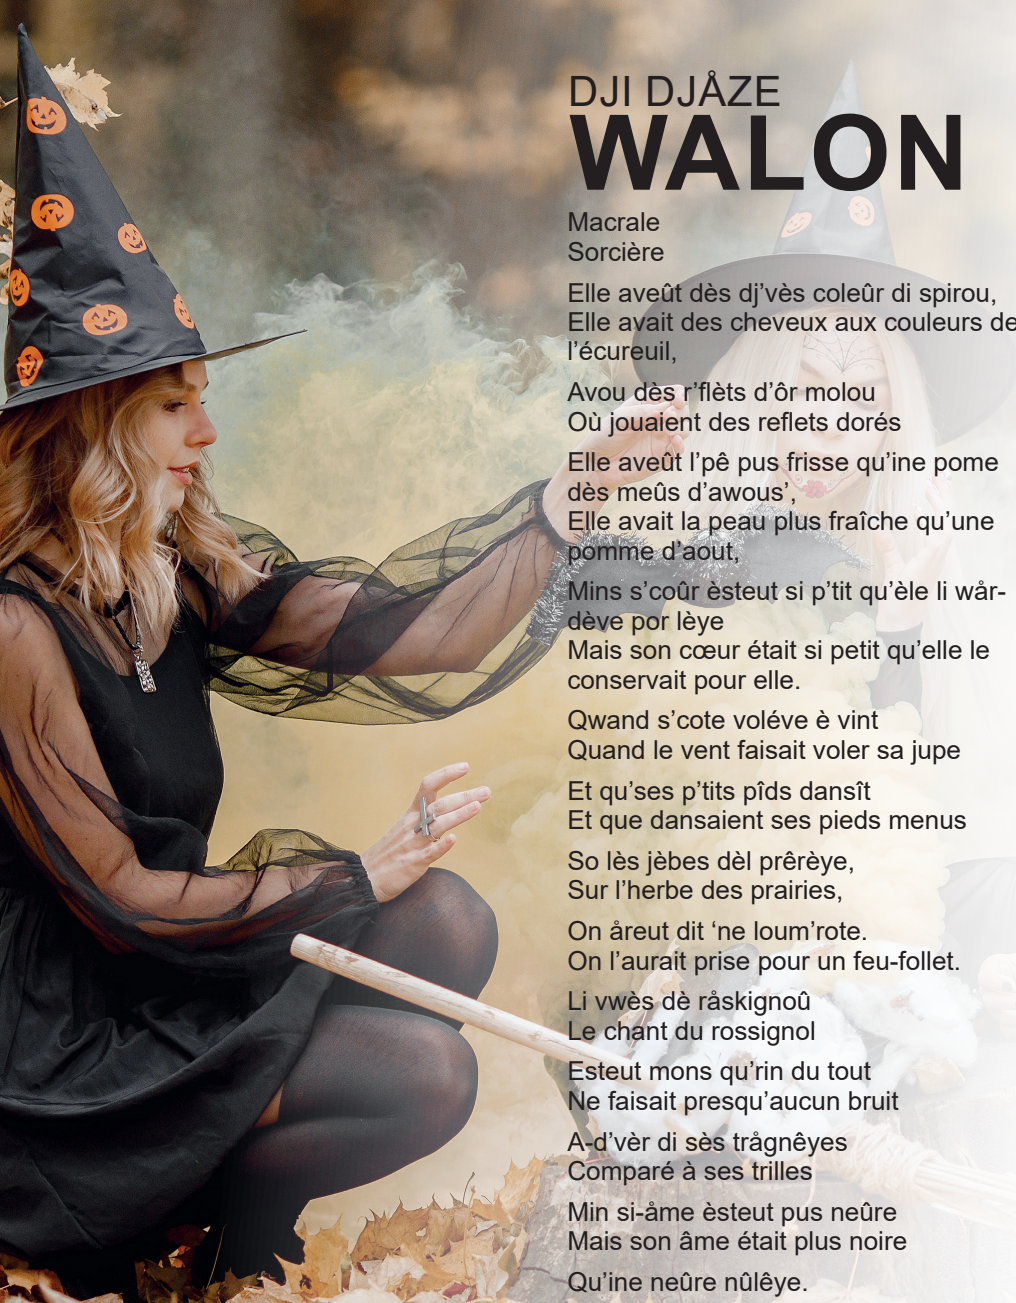 DJI DJÅZE
WALON
Macrale
Sorcière
Elle aveût dès dj’vès coleûr di spirou,
Elle avait des cheveux aux couleurs de
l’écureuil,
Avou dès r’flèts d’ôr molou
Où jouaient des reflets dorés
Elle aveût l’pê pus frisse qu’ine pome
dès meûs d’awous’,
Elle avait la peau plus fraîche qu’une
pomme d’aout,
Mins s’coûr èsteut si p’tit qu’èle li wår-
dève por lèye
Mais son cœur était si petit qu’elle le
conservait pour elle.
Qwand s’cote voléve è vint
Quand le vent faisait voler sa jupe
Et qu’ses p’tits pîds dansît
Et que dansaient ses pieds menus
So lès jèbes dèl prêrèye,
Sur l’herbe des prairies,
On åreut dit ‘ne loum’rote.
On l’aurait prise pour un feu-follet.
Li vwès dè råskignoû
Le chant du rossignol
Esteut mons qu’rin du tout
Ne faisait presqu’aucun bruit
A-d’vèr di sès trågnêyes
Comparé à ses trilles
Min si-åme èsteut pus neûre
Mais son âme était plus noire
Qu’ine neûre nûlêye.